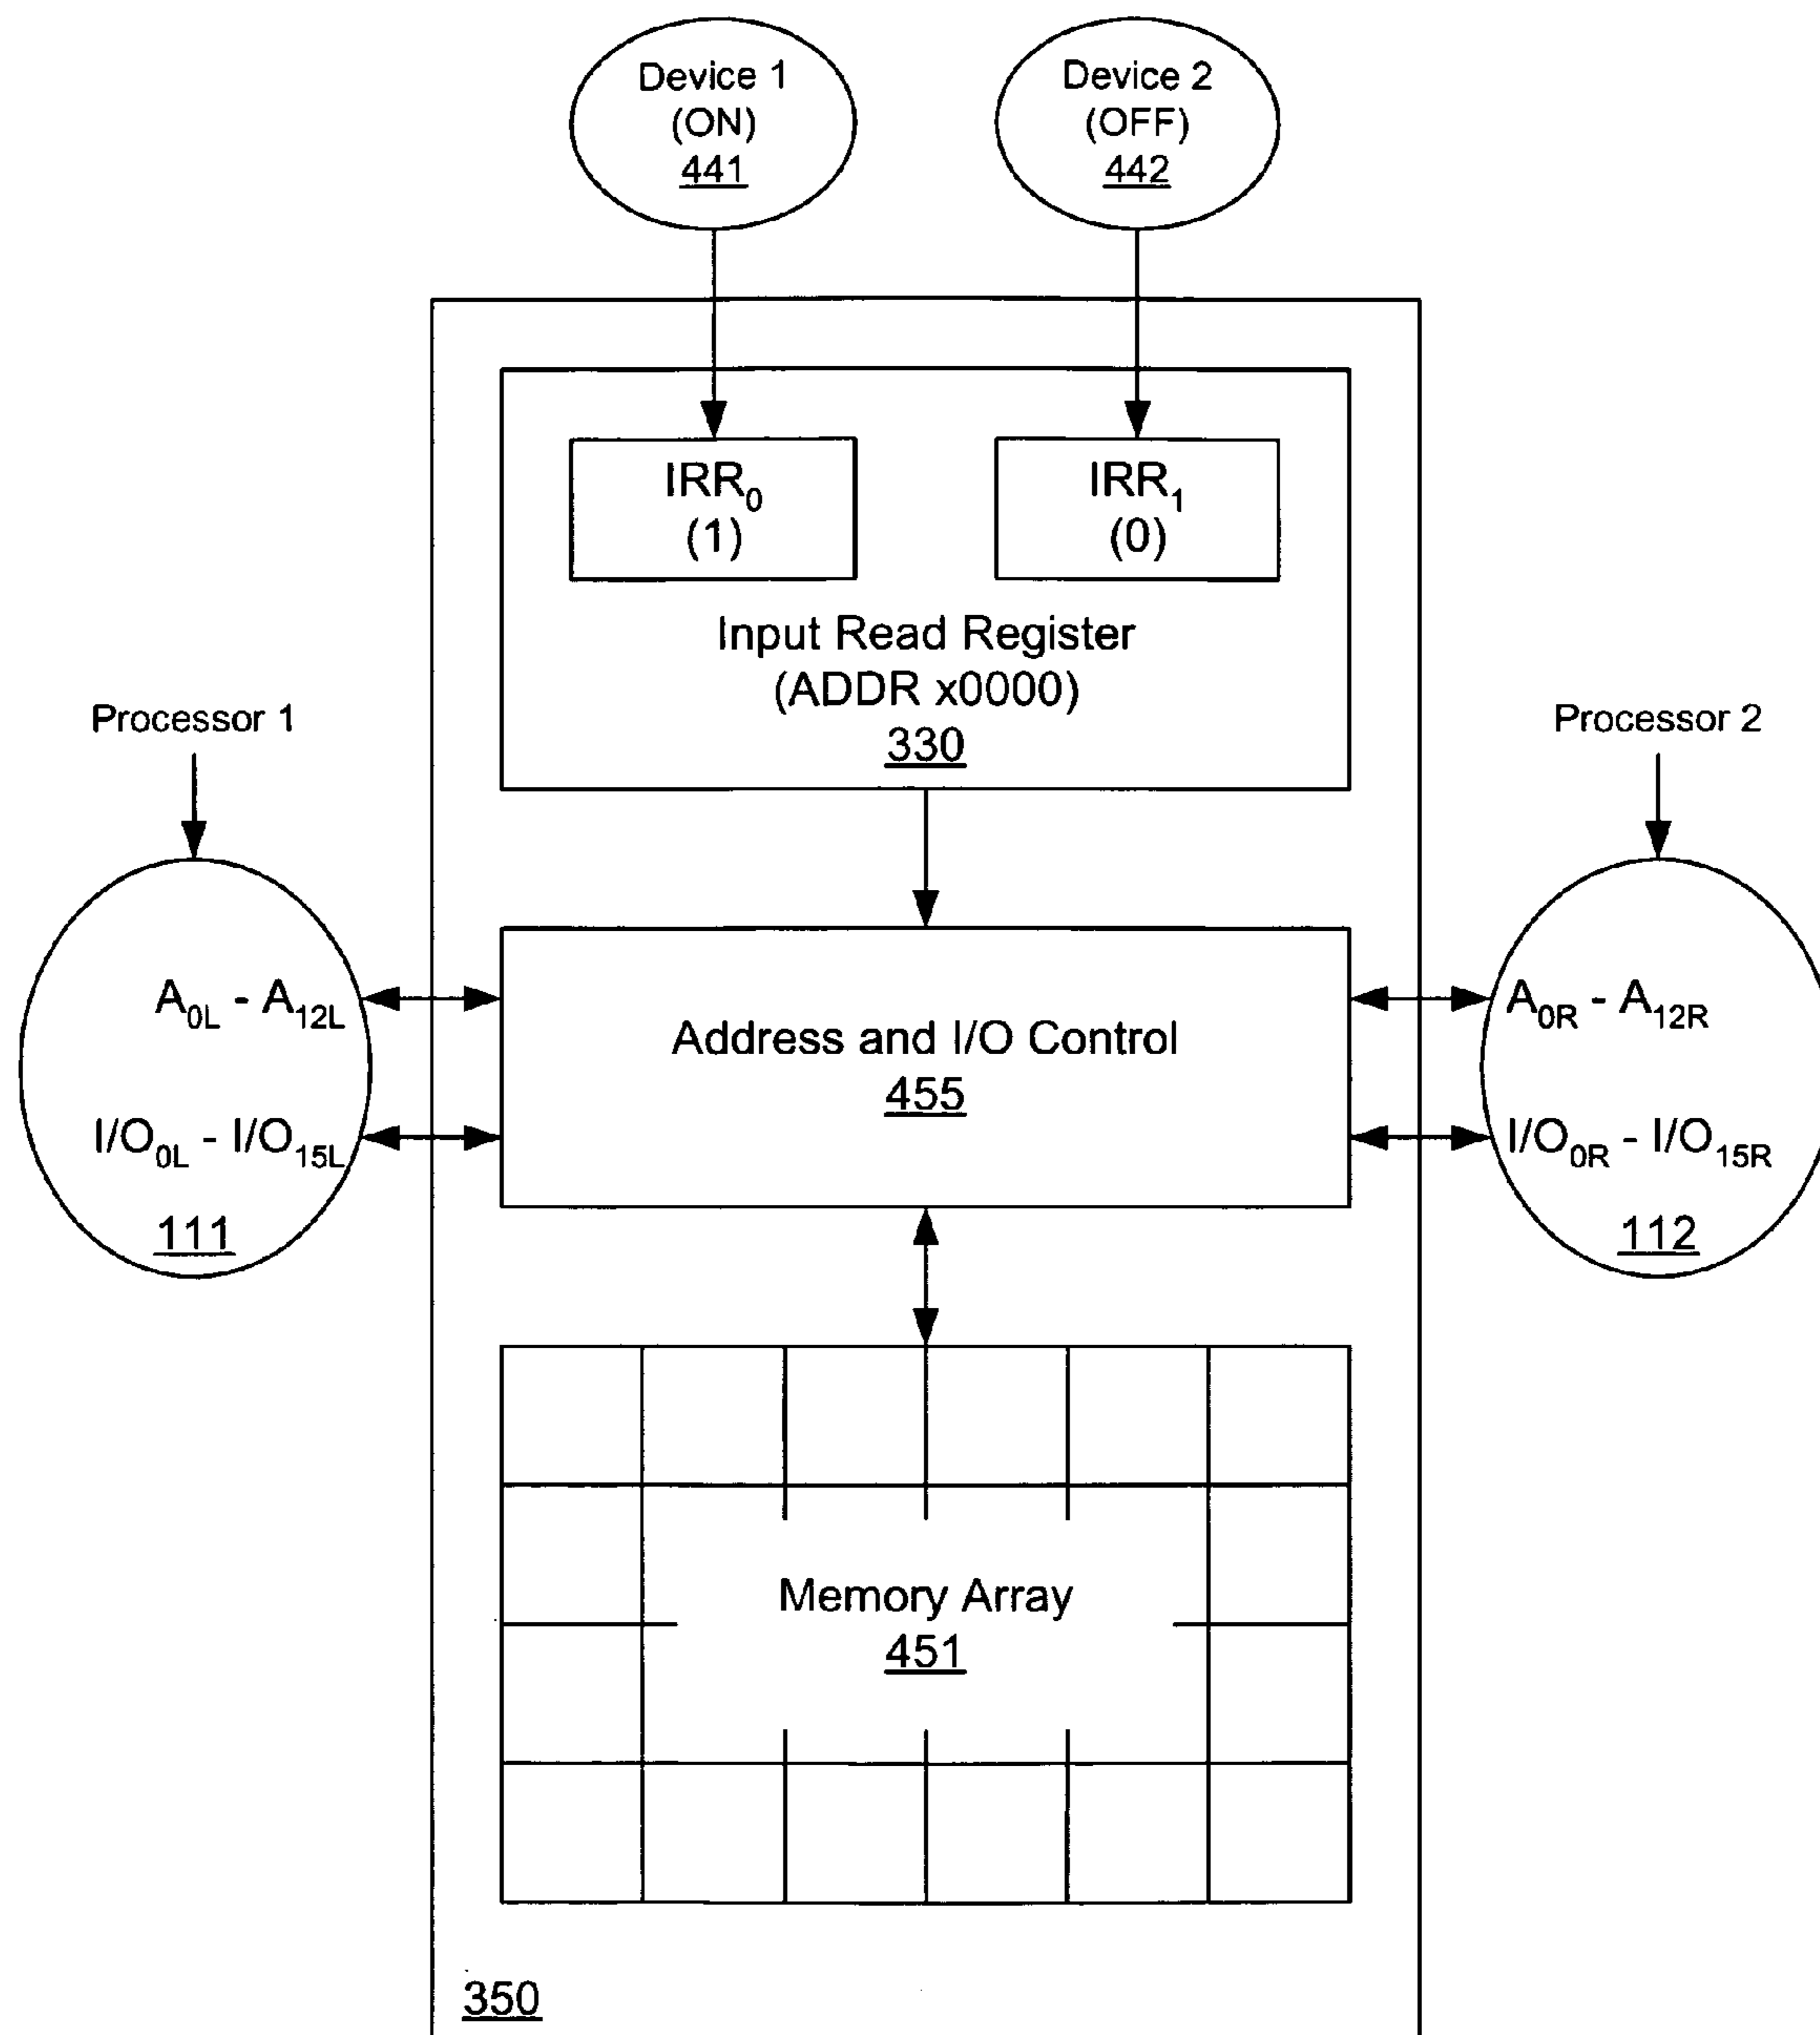 Device 1
(ON)
441
Device 2
(OFF)
442
IRR₀
(1)
IRR₁
(0)
Input Read Register
(ADDR x0000)
330
Processor 1
Processor 2
A₀L - A₁₂L
I/O₀L - I/O₁₅L
111
Address and I/O Control
455
A₀R - A₁₂R
I/O₀R - I/O₁₅R
112
Memory Array
451
350